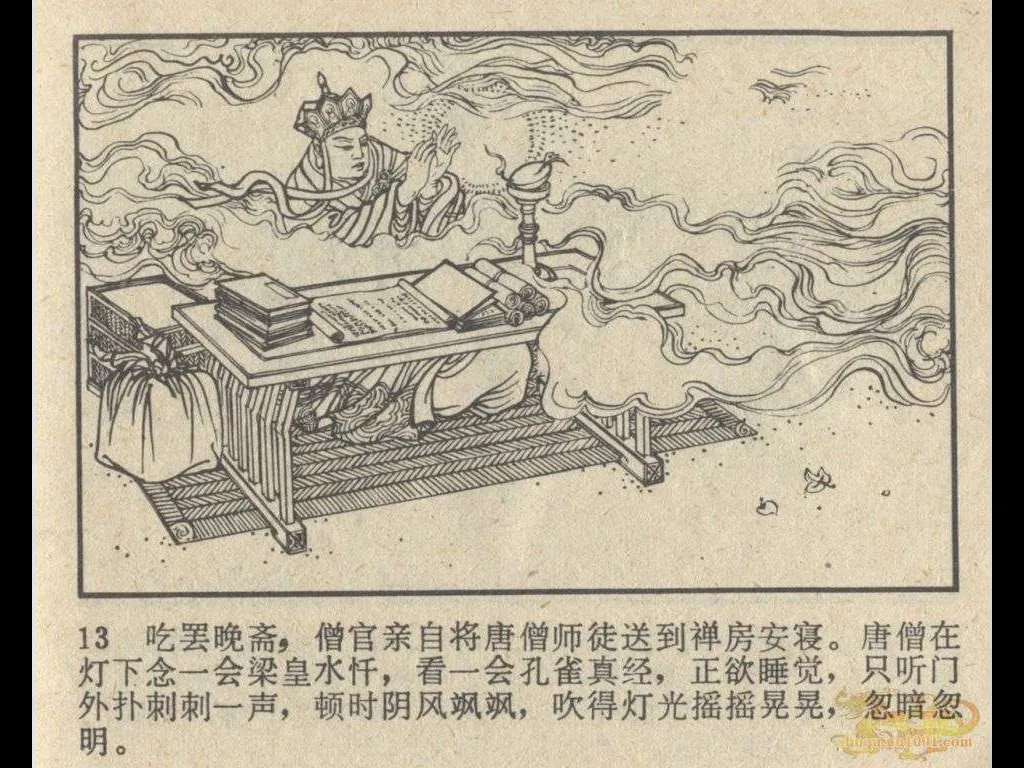 13 吃罢晚斋，僧官亲自将唐僧师徒送到禅房安寝。唐僧在
灯下念一会梁皇水忏，看一会孔雀真经，正欲睡觉，只听门
外扑刺刺一声，顿时阴风飒飒，吹得灯光摇摇晃晃，忽暗忽
明。